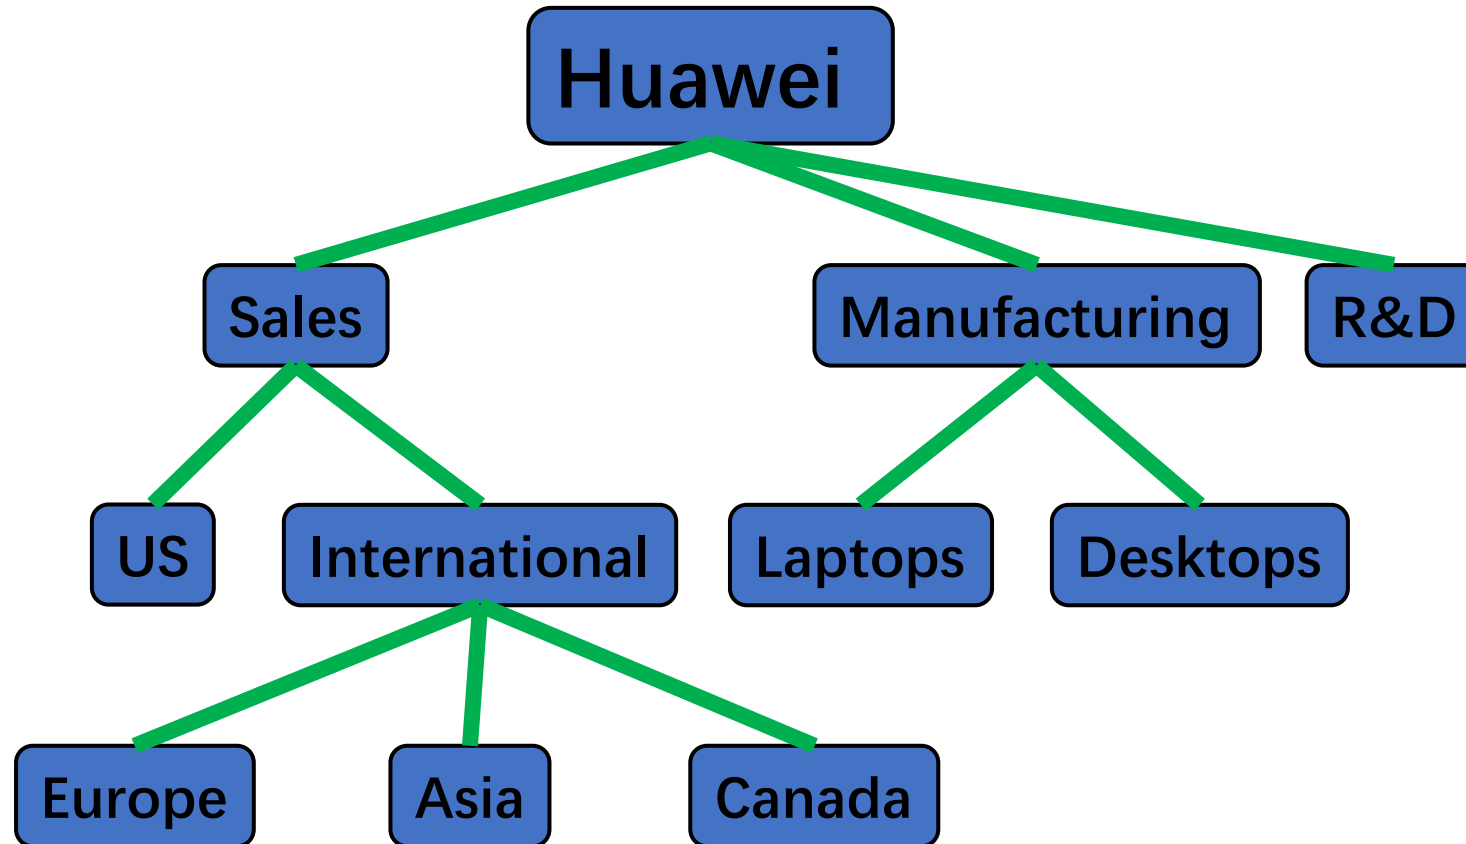 Huawei
Sales
Manufacturing
R&D
US
International
Laptops
Desktops
Europe
Asia
Canada